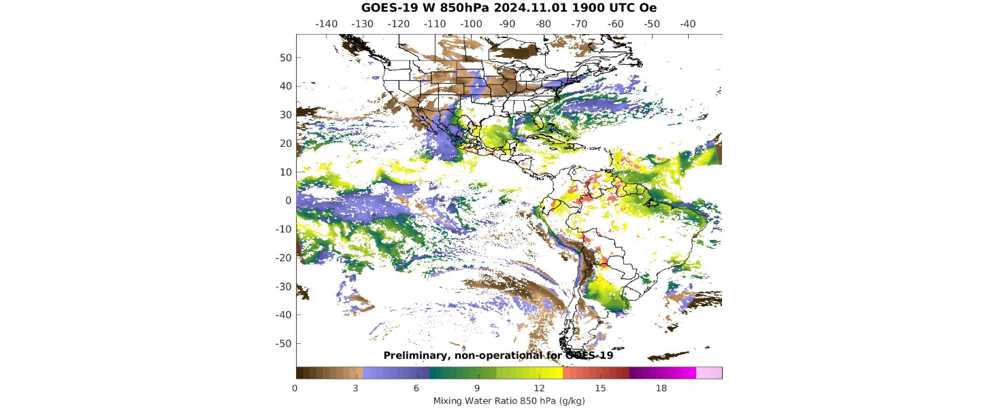 GOES-19 W 850hPa 2024.11.01 1900 UTC Oe
-140 -130 -120 -110 -100 -90 -80 -70 -60 -50 -40
50
40
30
20
10
0
-10
-20
-30
-40
-50
Preliminary, non-operational for GOES-19
0 3 6 9 12 15 18
Mixing Water Ratio 850 hPa (g/kg)